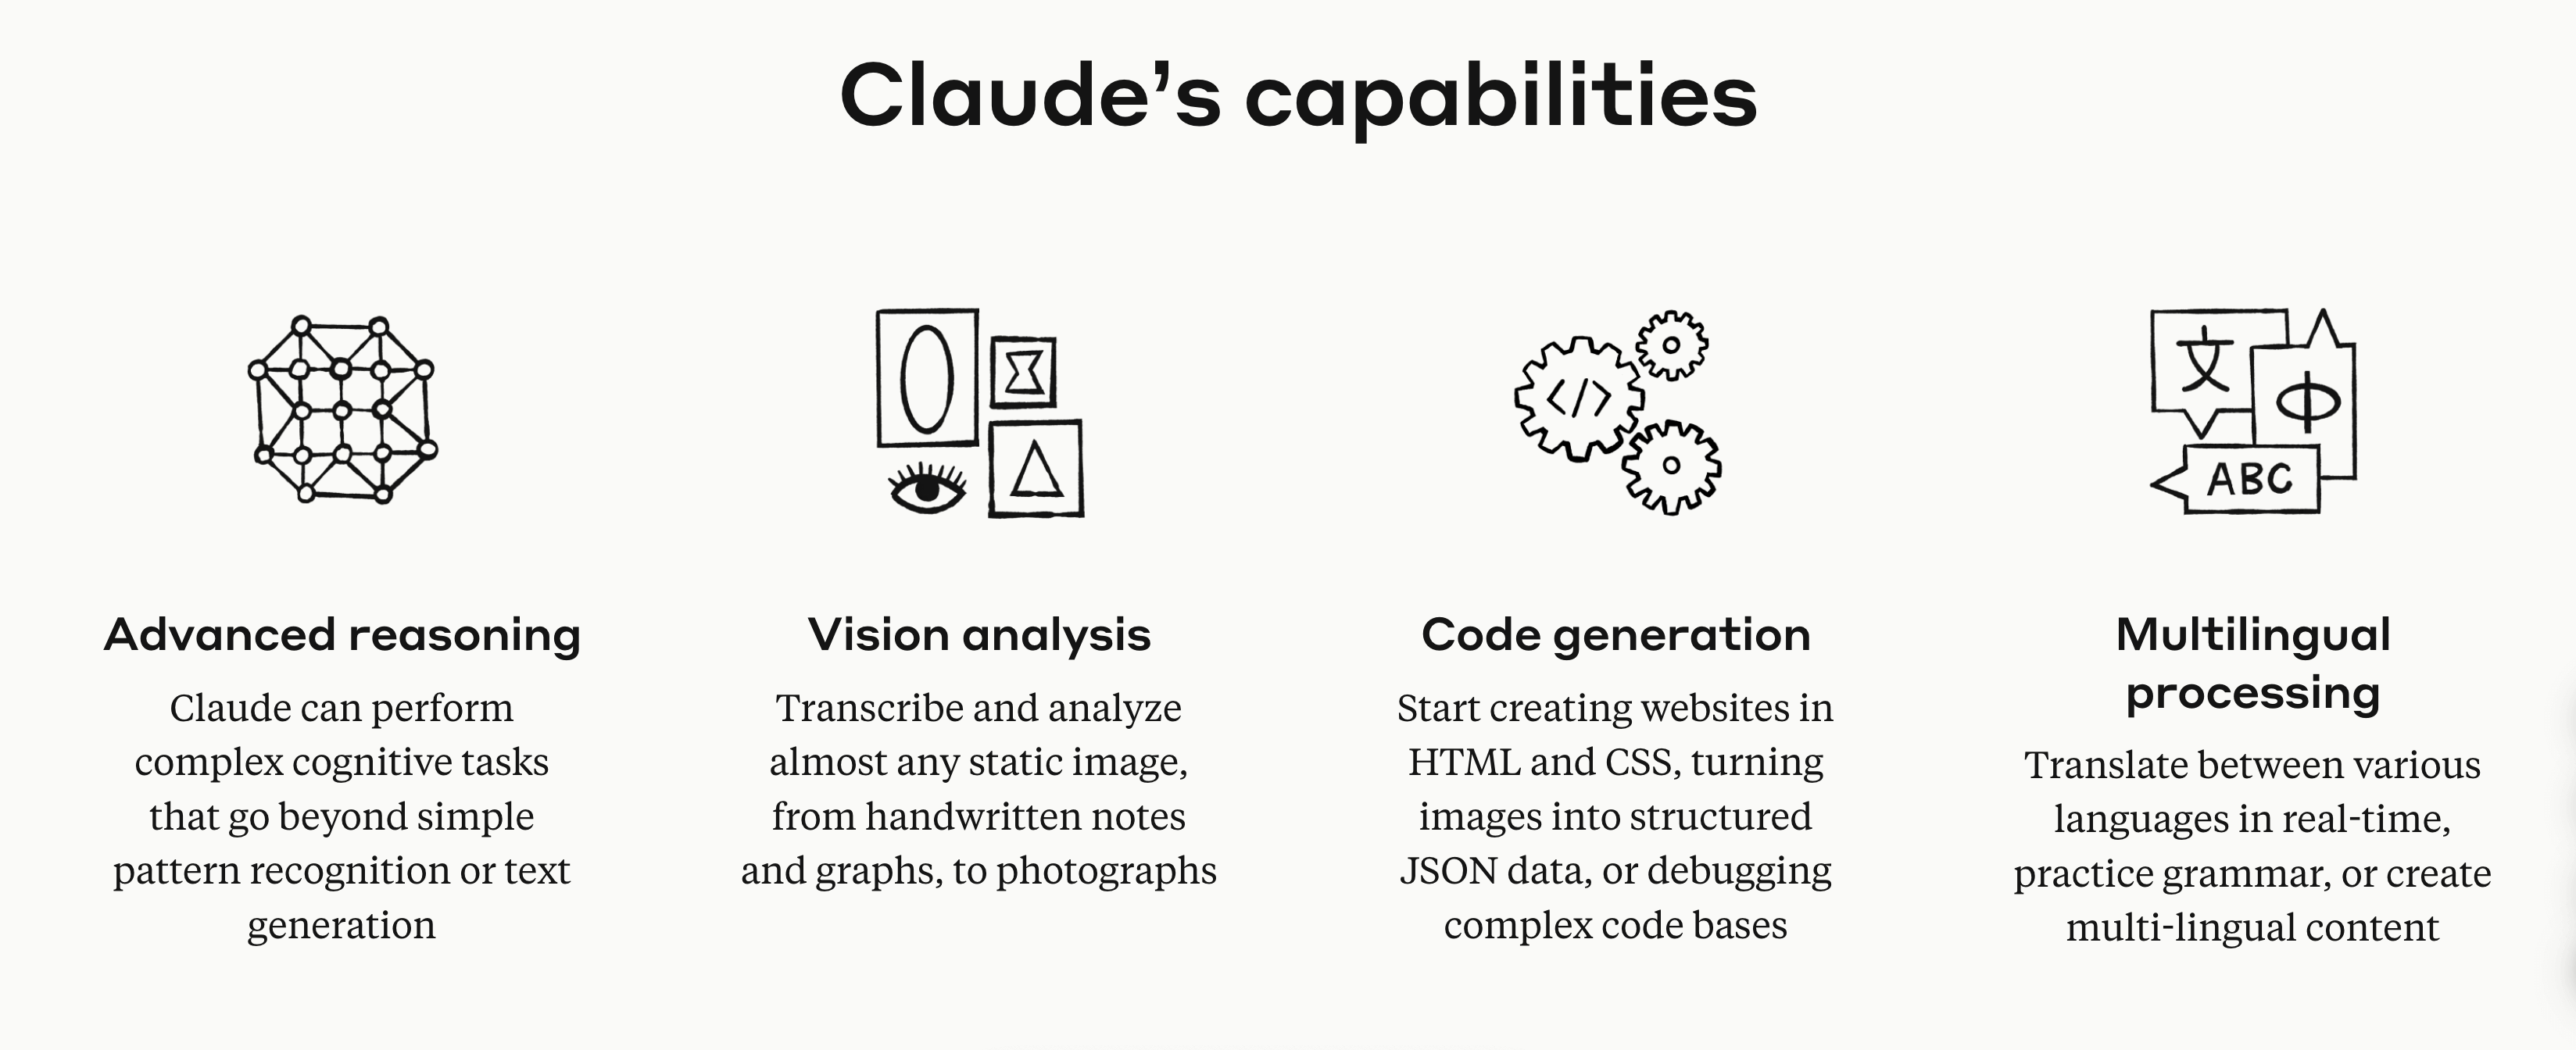 Claude’s capabilities
</>
文
中
ABC
Advanced reasoning
Claude can perform
complex cognitive tasks
that go beyond simple
pattern recognition or text
generation
Vision analysis
Transcribe and analyze
almost any static image,
from handwritten notes
and graphs, to photographs
Code generation
Start creating websites in
HTML and CSS, turning
images into structured
JSON data, or debugging
complex code bases
Multilingual
processing
Translate between various
languages in real-time,
practice grammar, or create
multi-lingual content